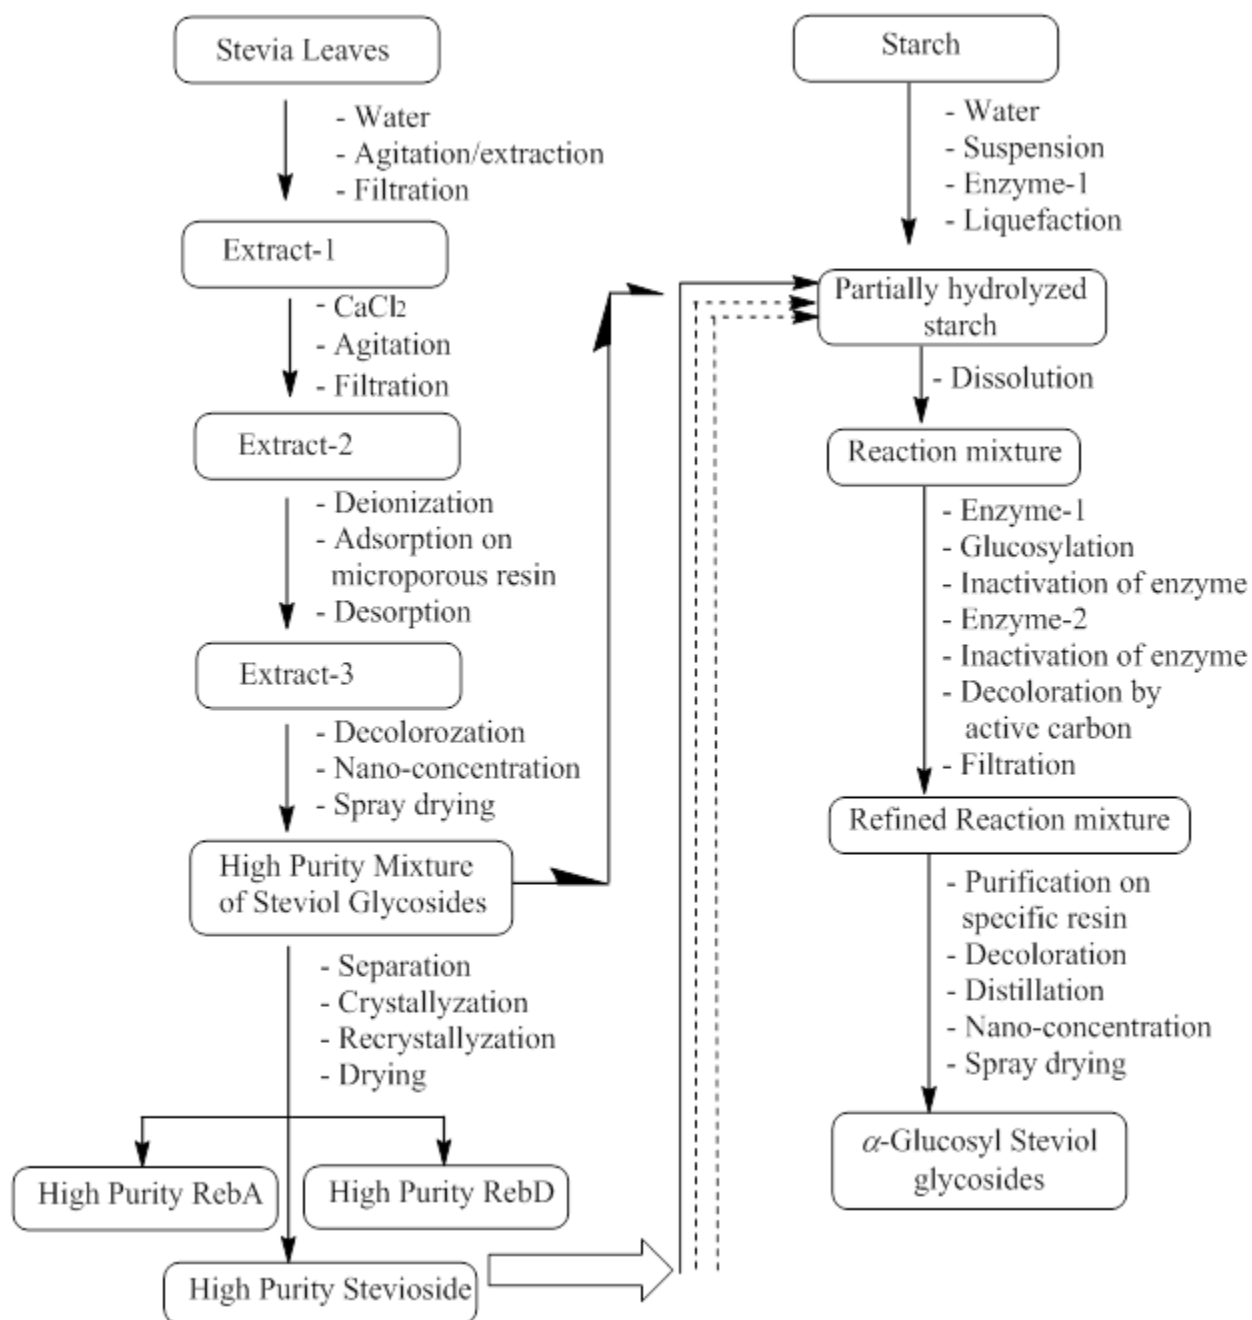 Stevia Leaves
- Water
- Agitation/extraction
- Filtration
Extract-1
- CaCl2
- Agitation
- Filtration
Extract-2
- Deionization
- Adsorption on
microporous resin
- Desorption
Extract-3
- Decolorozation
- Nano-concentration
- Spray drying
High Purity Mixture
of Steviol Glycosides
- Separation
- Crystallyzation
- Recrystallyzation
- Drying
High Purity RebA
High Purity RebD
High Purity Stevioside
Starch
- Water
- Suspension
- Enzyme-1
- Liquefaction
Partially hydrolyzed
starch
- Dissolution
Reaction mixture
- Enzyme-1
- Glucosylation
- Inactivation of enzyme
- Enzyme-2
- Inactivation of enzyme
- Decoloration by
active carbon
- Filtration
Refined Reaction mixture
- Purification on
specific resin
- Decoloration
- Distillation
- Nano-concentration
- Spray drying
α-Glucosyl Steviol
glycosides